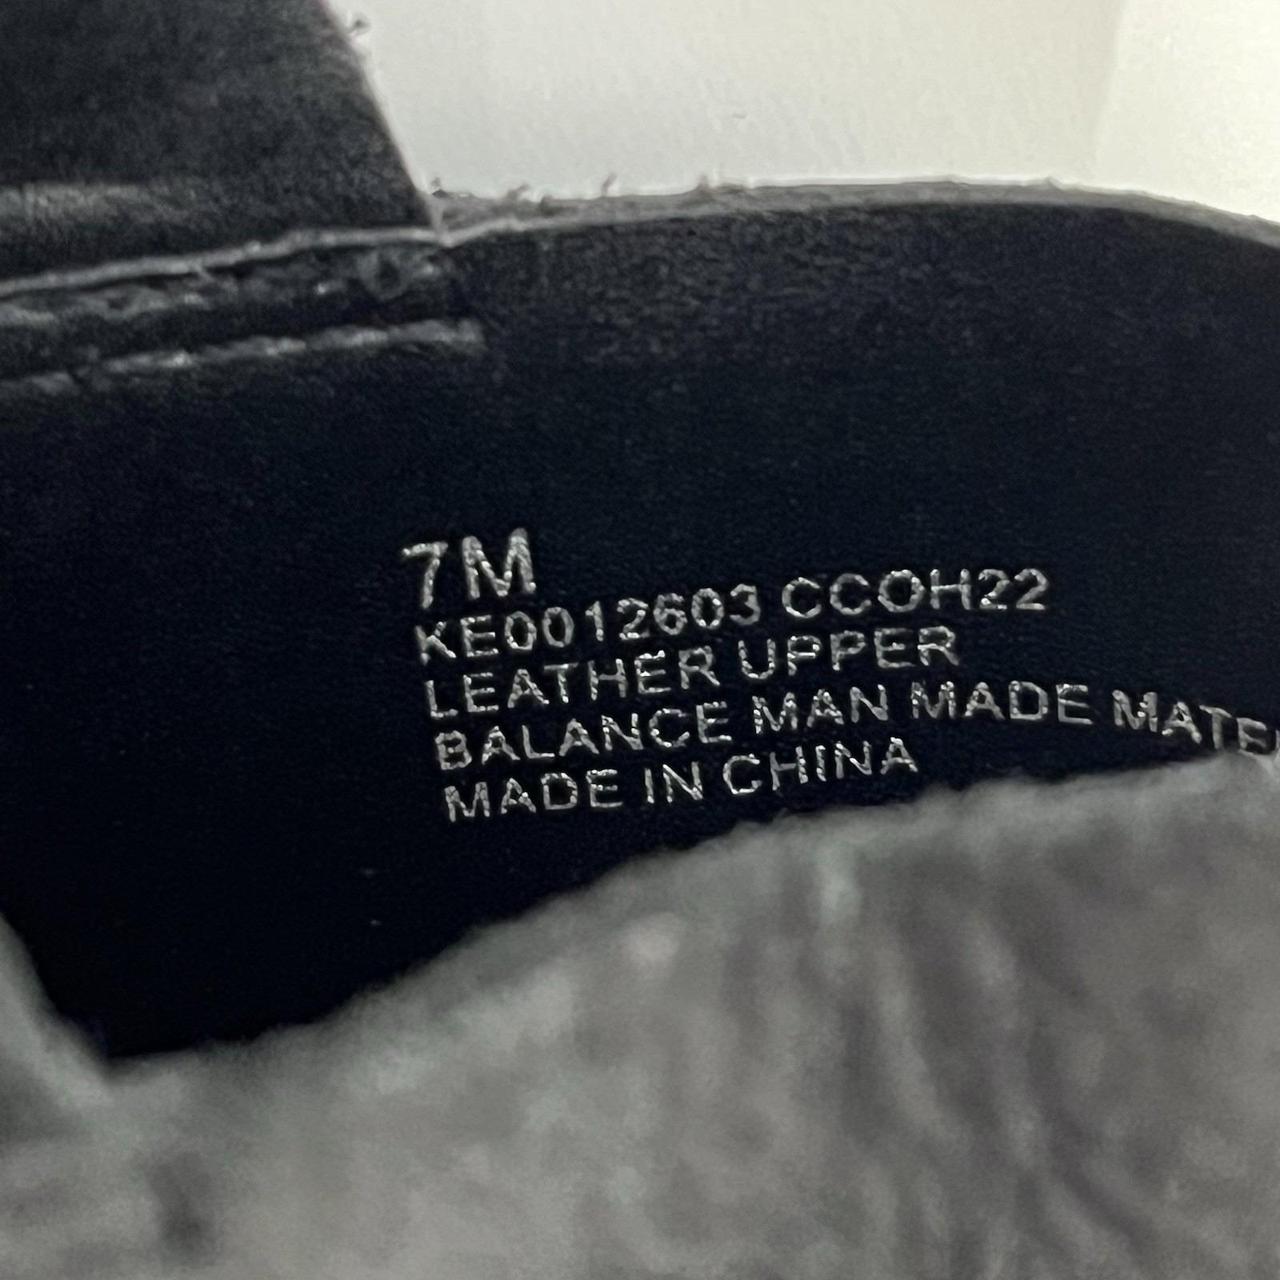 7M
KE0012603 CCOH22
LEATHER UPPER
BALANCE MAN MADE
MADE IN CHINA